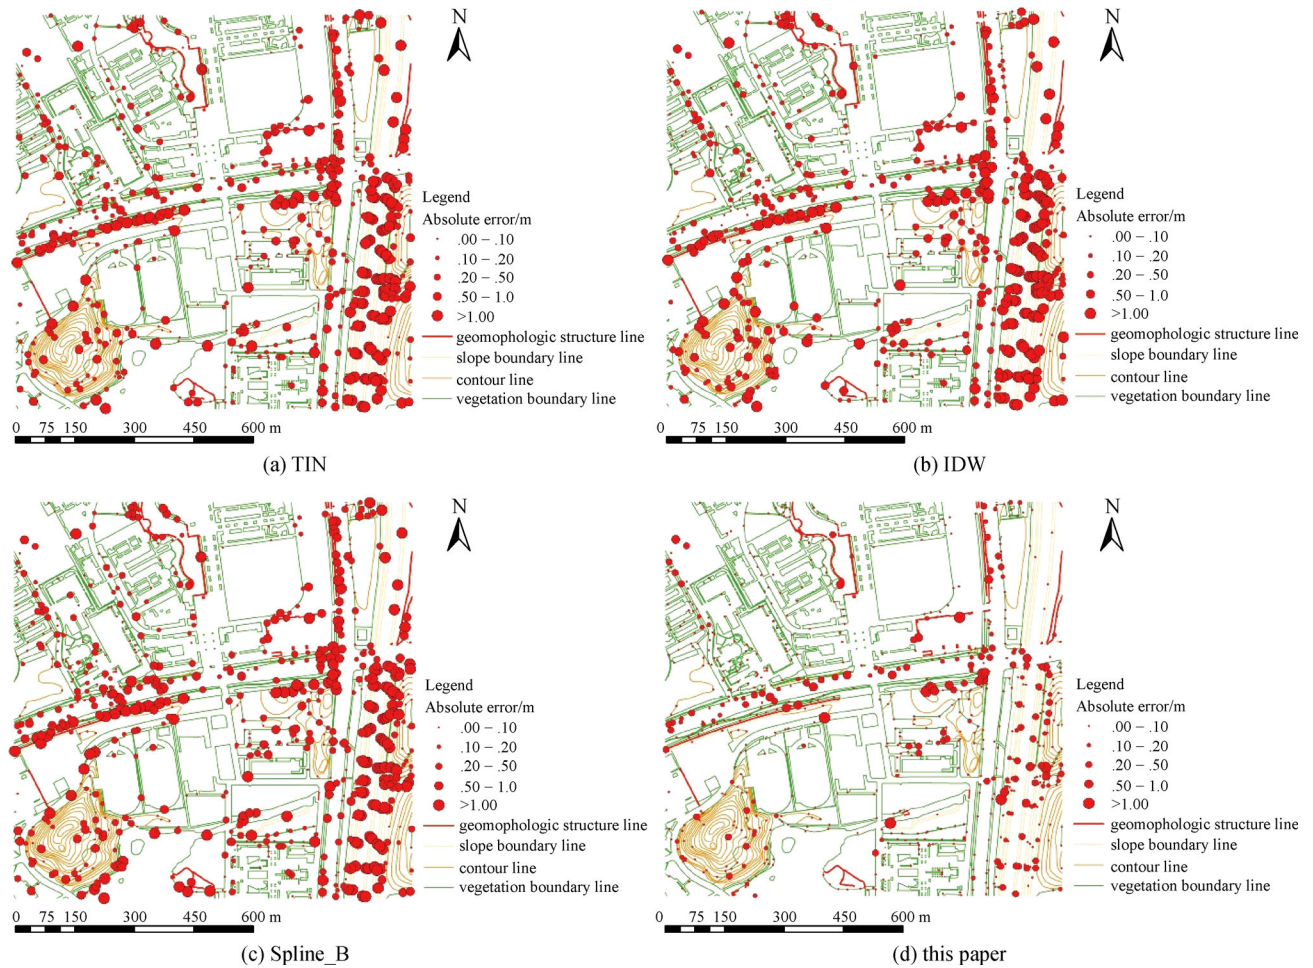 N
Legend
Absolute error/m
.00 – .10
.10 – .20
.20 – .50
.50 – 1.0
>1.00
geomophologic structure line
slope boundary line
contour line
vegetation boundary line
0 75 150 300 450 600 m
(a) TIN
N
Legend
Absolute error/m
.00 – .10
.10 – .20
.20 – .50
.50 – 1.0
>1.00
geomophologic structure line
slope boundary line
contour line
vegetation boundary line
0 75 150 300 450 600 m
(b) IDW
N
Legend
Absolute error/m
.00 – .10
.10 – .20
.20 – .50
.50 – 1.0
>1.00
geomophologic structure line
slope boundary line
contour line
vegetation boundary line
0 75 150 300 450 600 m
(c) Spline_B
N
Legend
Absolute error/m
.00 – .10
.10 – .20
.20 – .50
.50 – 1.0
>1.00
geomophologic structure line
slope boundary line
contour line
vegetation boundary line
0 75 150 300 450 600 m
(d) this paper